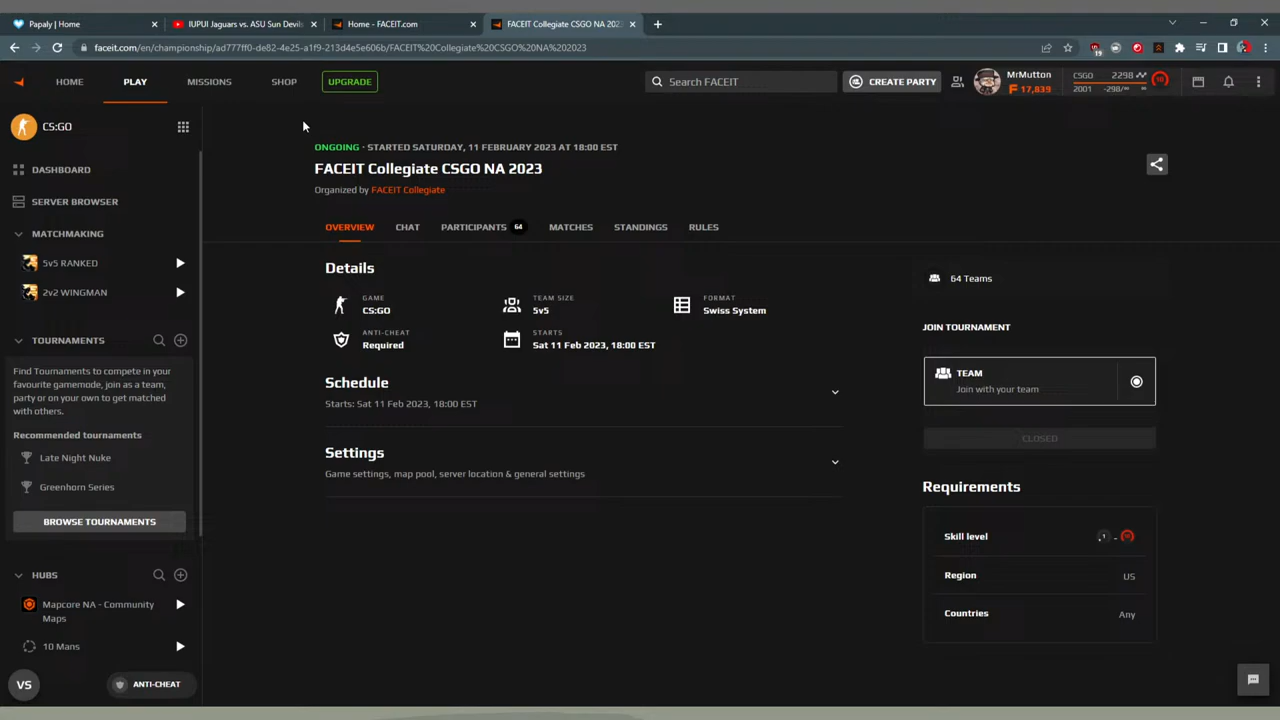 Papaly | Home
IUPUI Jaguars vs. ASU Sun Devils
Home - FACEIT.com
FACEIT Collegiate CSGO NA 2023
faceit.com/en/championship/ad777ff0-de82-4e25-a1f9-213d4e5e606b/FACEIT%20Collegiate%20CSGO%20NA%202023
19
HOME
PLAY
MISSIONS
SHOP
UPGRADE
Search FACEIT
CREATE PARTY
MrMutton
17,839
CSGO 2298
2001 -298/∞
10
CS:GO
DASHBOARD
SERVER BROWSER
MATCHMAKING
5v5 RANKED
2v2 WINGMAN
TOURNAMENTS
Find Tournaments to compete in your
favourite gamemode, join as a team,
party or on your own to get matched
with others.
Recommended tournaments
Late Night Nuke
Greenhorn Series
BROWSE TOURNAMENTS
HUBS
Mapcore NA - Community
Maps
10 Mans
VS
ANTI-CHEAT
ONGOING - STARTED SATURDAY, 11 FEBRUARY 2023 AT 18:00 EST
FACEIT Collegiate CSGO NA 2023
Organized by FACEIT Collegiate
OVERVIEW
CHAT
PARTICIPANTS 64
MATCHES
STANDINGS
RULES
Details
GAME
CS:GO
TEAM SIZE
5v5
FORMAT
Swiss System
ANTI-CHEAT
Required
STARTS
Sat 11 Feb 2023, 18:00 EST
Schedule
Starts: Sat 11 Feb 2023, 18:00 EST
Settings
Game settings, map pool, server location & general settings
64 Teams
JOIN TOURNAMENT
TEAM
Join with your team
CLOSED
Requirements
Skill level
1 - 10
Region
US
Countries
Any